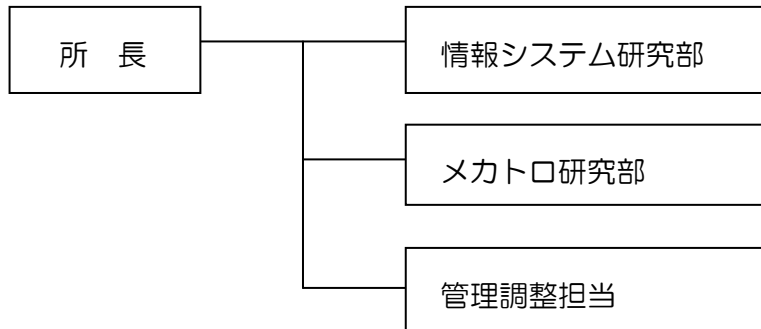 所　長
情報システム研究部
メカトロ研究部
管理調整担当